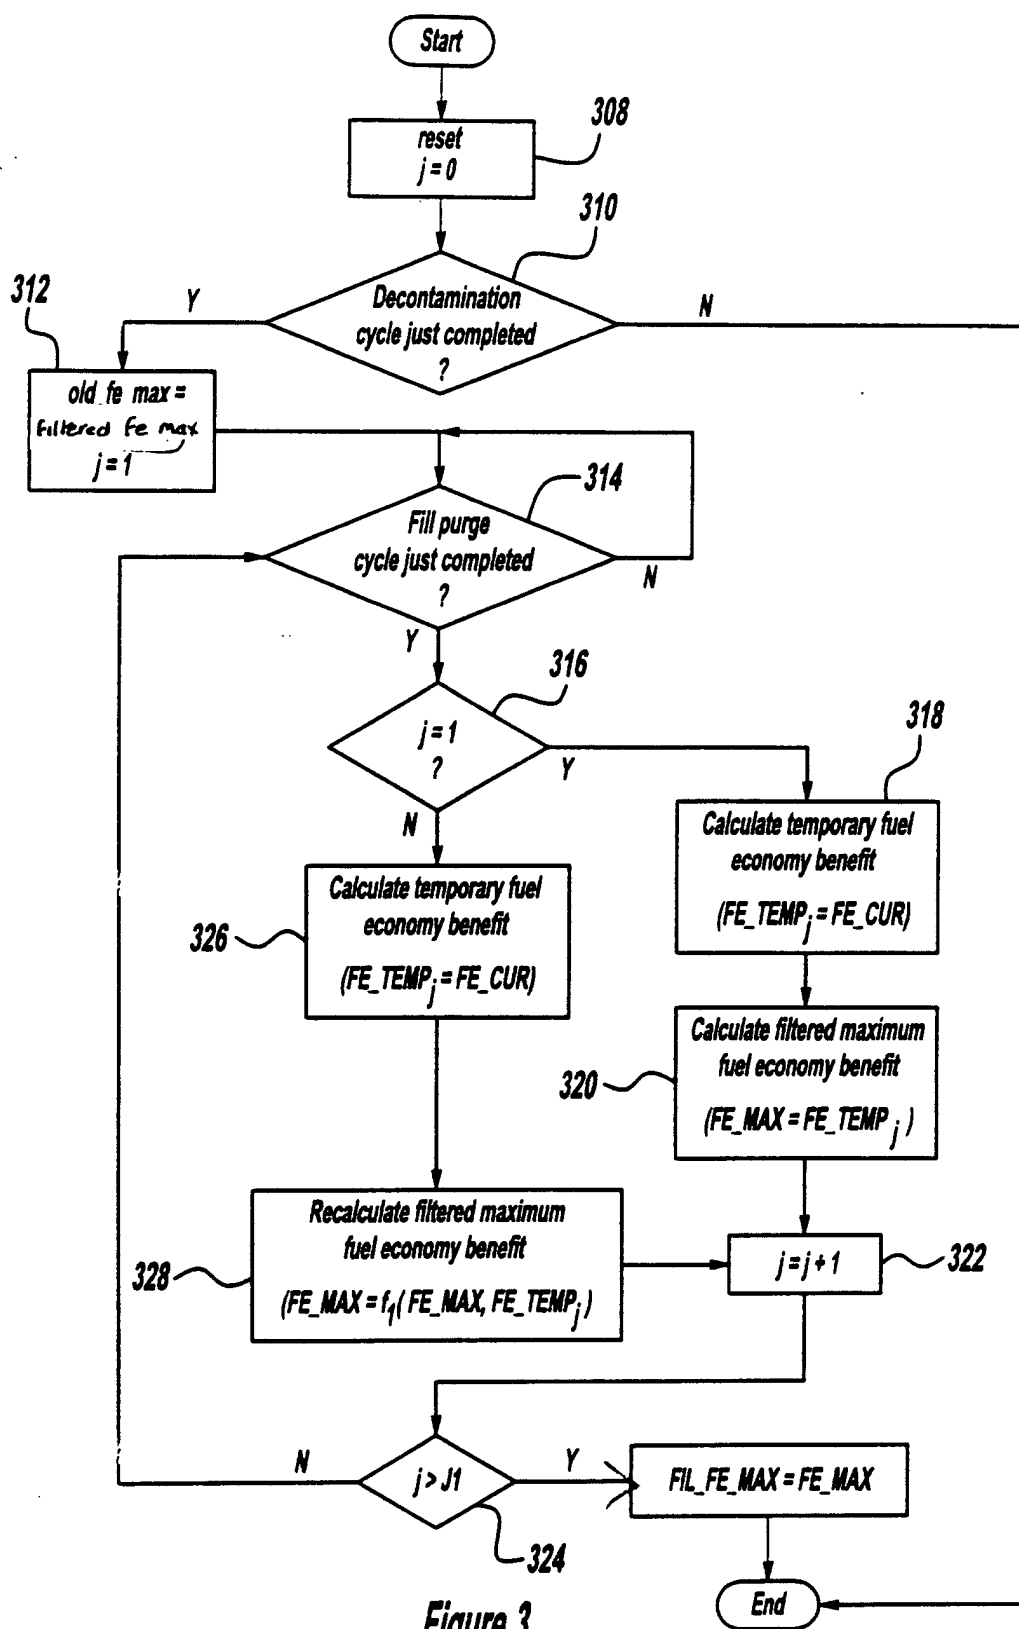 Start
308
reset
j = 0
310
312
Y
Decontamination
cycle just completed
?
N
old fe max =
filtered fe max
j = 1
314
Fill purge
cycle just completed
?
N
Y
316
j = 1
?
Y
N
318
Calculate temporary fuel
economy benefit
(FE_TEMPj = FE_CUR)
326
Calculate temporary fuel
economy benefit
(FE_TEMPj = FE_CUR)
320
Calculate filtered maximum
fuel economy benefit
(FE_MAX = FE_TEMP j )
328
Recalculate filtered maximum
fuel economy benefit
(FE_MAX = f1( FE_MAX, FE_TEMPj )
j = j + 1
322
N
j > J1
Y
FIL_FE_MAX = FE_MAX
324
End
Figure 3